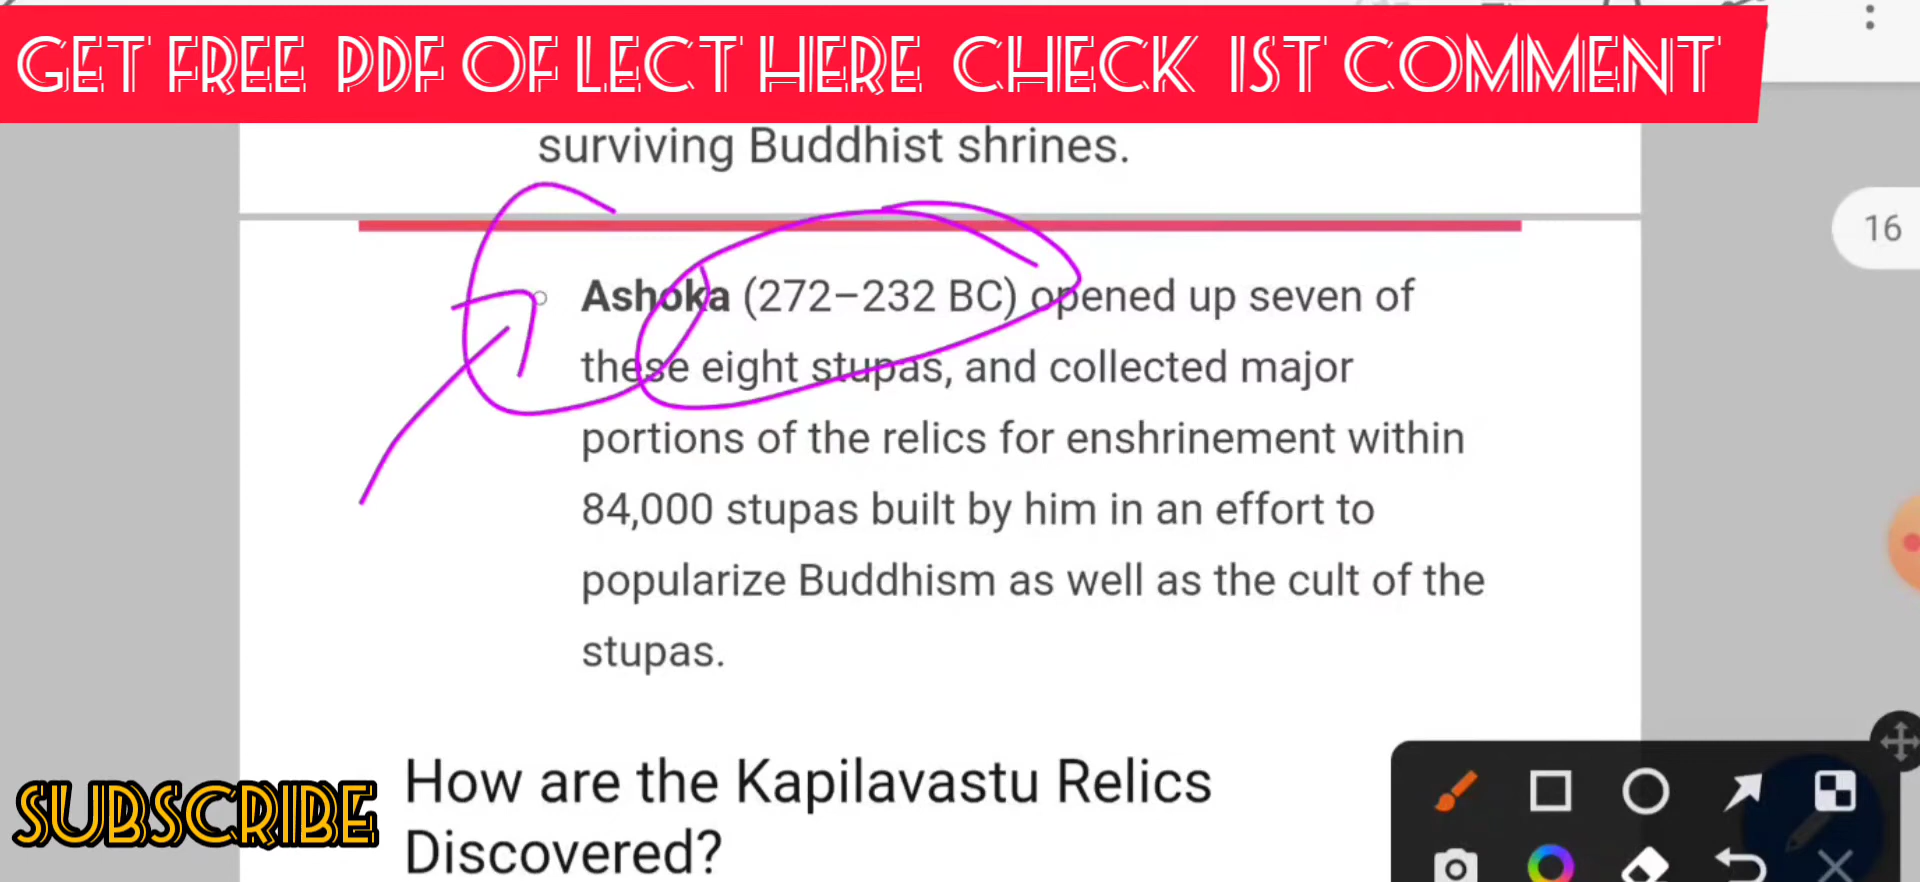 GET FREE PDF OF LECT HERE CHECK IST COMMENT
surviving Buddhist shrines.
16
Ashoka (272–232 BC) opened up seven of
these eight stupas, and collected major
portions of the relics for enshrinement within
84,000 stupas built by him in an effort to
popularize Buddhism as well as the cult of the
stupas.
How are the Kapilavastu Relics
Discovered?
SUBSCRIBE